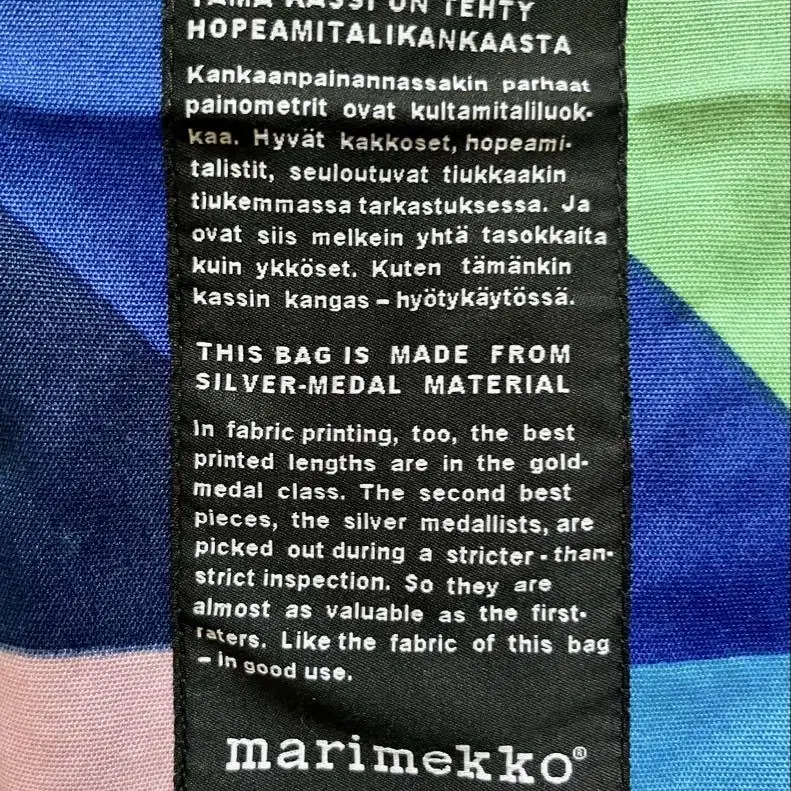 TÄMÄ KASSI ON TEHTY
HOPEAMITALIKANKAASTA
Kankaanpainannassakin parhaat
painometrit ovat kultamitaliluok-
kaa. Hyvät kakkoset, hopeami-
talistit, seuloutuvat tiukkaakin
tiukemmassa tarkastuksessa. Ja
ovat siis melkein yhtä tasokkaita
kuin ykköset. Kuten tämänkin
kassin kangas – hyötykäytössä.
THIS BAG IS MADE FROM
SILVER-MEDAL MATERIAL
In fabric printing, too, the best
printed lengths are in the gold-
medal class. The second best
pieces, the silver medallists, are
picked out during a stricter-than-
strict inspection. So they are
almost as valuable as the first-
raters. Like the fabric of this bag
– in good use.
marimekko®